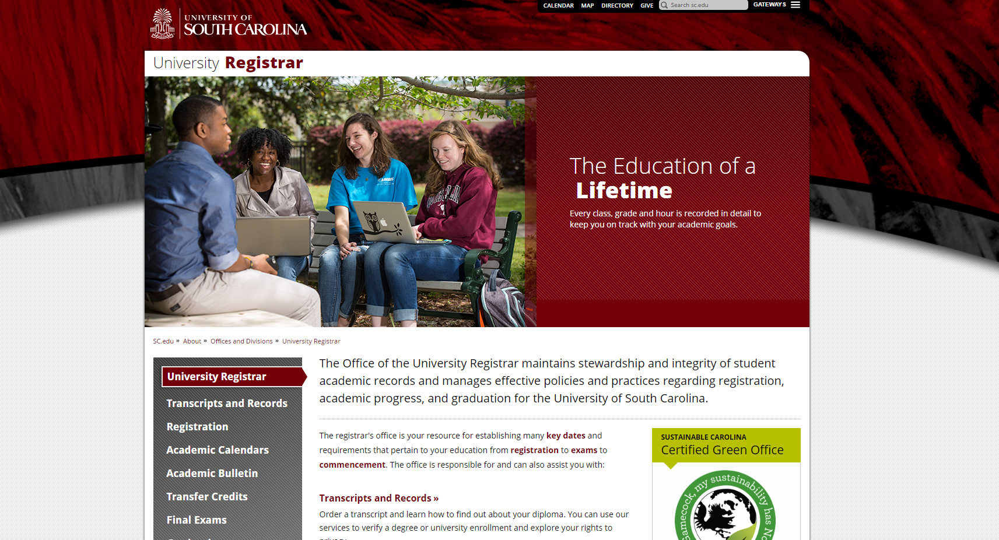 CALENDAR MAP DIRECTORY GIVE Search sc.edu GATEWAYS
UNIVERSITY OF
SOUTH CAROLINA
University Registrar
The Education of a
Lifetime
Every class, grade and hour is recorded in detail to
keep you on track with your academic goals.
SC.edu » About » Offices and Divisions » University Registrar
University Registrar
Transcripts and Records
Registration
Academic Calendars
Academic Bulletin
Transfer Credits
Final Exams
The Office of the University Registrar maintains stewardship and integrity of student
academic records and manages effective policies and practices regarding registration,
academic progress, and graduation for the University of South Carolina.
The registrar's office is your resource for establishing many key dates and
requirements that pertain to your education from registration to exams to
commencement. The office is responsible for and can also assist you with:
Transcripts and Records »
Order a transcript and learn how to find out about your diploma. You can use our
services to verify a degree or university enrollment and explore your rights to
SUSTAINABLE CAROLINA
Certified Green Office
amecock, my sustainability has No